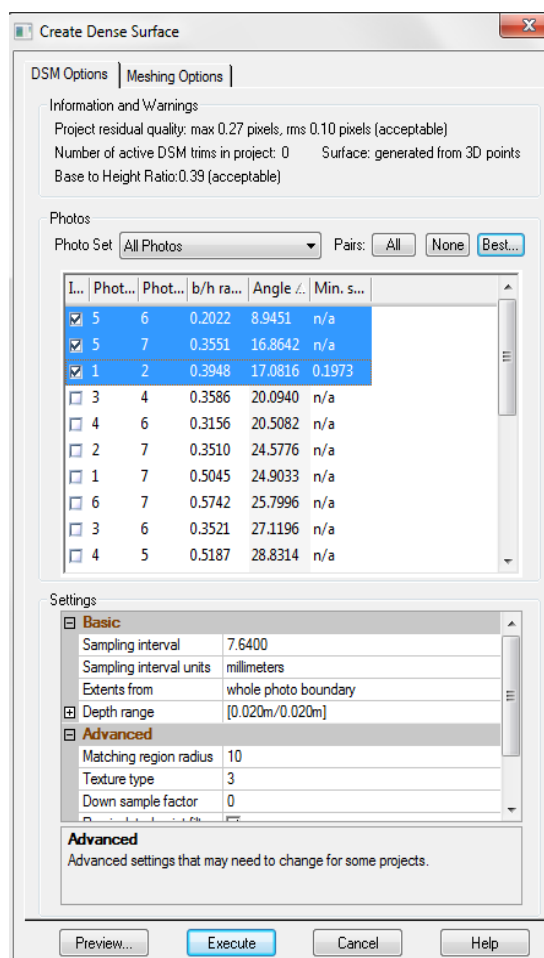 Create Dense Surface
DSM Options Meshing Options
Information and Warnings
Project residual quality: max 0.27 pixels, rms 0.10 pixels (acceptable)
Number of active DSM trims in project: 0 Surface: generated from 3D points
Base to Height Ratio:0.39 (acceptable)
Photos
Photo Set All Photos Pairs: All None Best...
I... Phot... Phot... b/h ra... Angle /.. Min. s...
5 6 0.2022 8.9451 n/a
5 7 0.3551 16.8642 n/a
1 2 0.3948 17.0816 0.1973
3 4 0.3586 20.0940 n/a
4 6 0.3156 20.5082 n/a
2 7 0.3510 24.5776 n/a
1 7 0.5045 24.9033 n/a
6 7 0.5742 25.7996 n/a
3 6 0.3521 27.1196 n/a
4 5 0.5187 28.8314 n/a
Settings
Basic
Sampling interval 7.6400
Sampling interval units millimeters
Extents from whole photo boundary
Depth range [0.020m/0.020m]
Advanced
Matching region radius 10
Texture type 3
Down sample factor 0
Advanced
Advanced settings that may need to change for some projects.
Preview... Execute Cancel Help